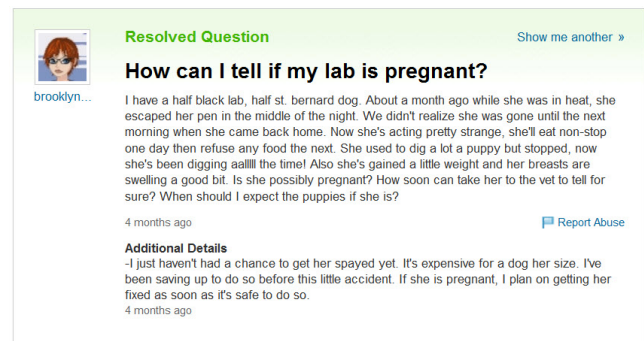 Resolved Question
Show me another »
How can I tell if my lab is pregnant?
brooklyn...
I have a half black lab, half st. bernard dog. About a month ago while she was in heat, she
escaped her pen in the middle of the night. We didn't realize she was gone until the next
morning when she came back home. Now she's acting pretty strange, she'll eat non-stop
one day then refuse any food the next. She used to dig a lot a puppy but stopped, now
she's been digging aalllll the time! Also she's gained a little weight and her breasts are
swelling a good bit. Is she possibly pregnant? How soon can take her to the vet to tell for
sure? When should I expect the puppies if she is?
4 months ago
Report Abuse
Additional Details
-I just haven't had a chance to get her spayed yet. It's expensive for a dog her size. I've
been saving up to do so before this little accident. If she is pregnant, I plan on getting her
fixed as soon as it's safe to do so.
4 months ago